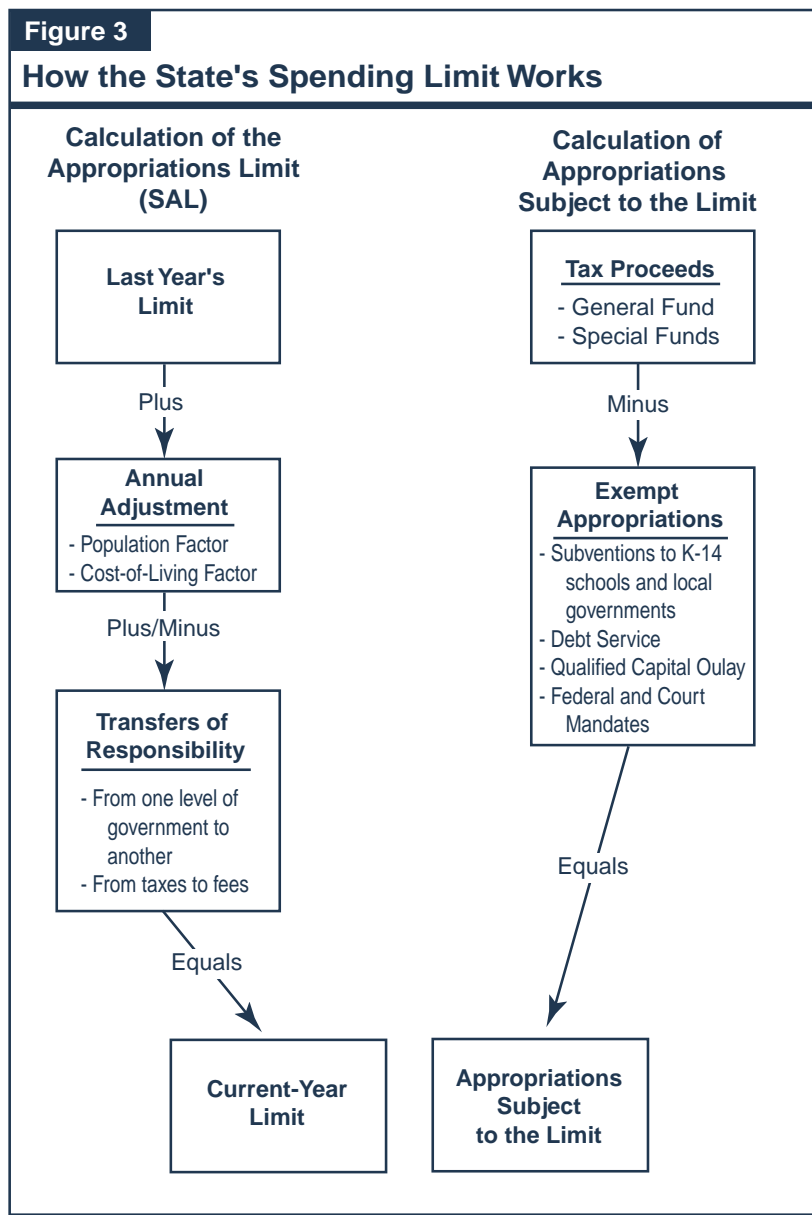 Figure 3
How the State's Spending Limit Works
Calculation of the
Appropriations Limit
(SAL)
Last Year's
Limit
Plus
Annual
Adjustment
- Population Factor
- Cost-of-Living Factor
Plus/Minus
Transfers of
Responsibility
- From one level of
government to
another
- From taxes to fees
Equals
Current-Year
Limit
Calculation of
Appropriations
Subject to the Limit
Tax Proceeds
- General Fund
- Special Funds
Minus
Exempt
Appropriations
- Subventions to K-14
schools and local
governments
- Debt Service
- Qualified Capital Oulay
- Federal and Court
Mandates
Equals
Appropriations
Subject
to the Limit